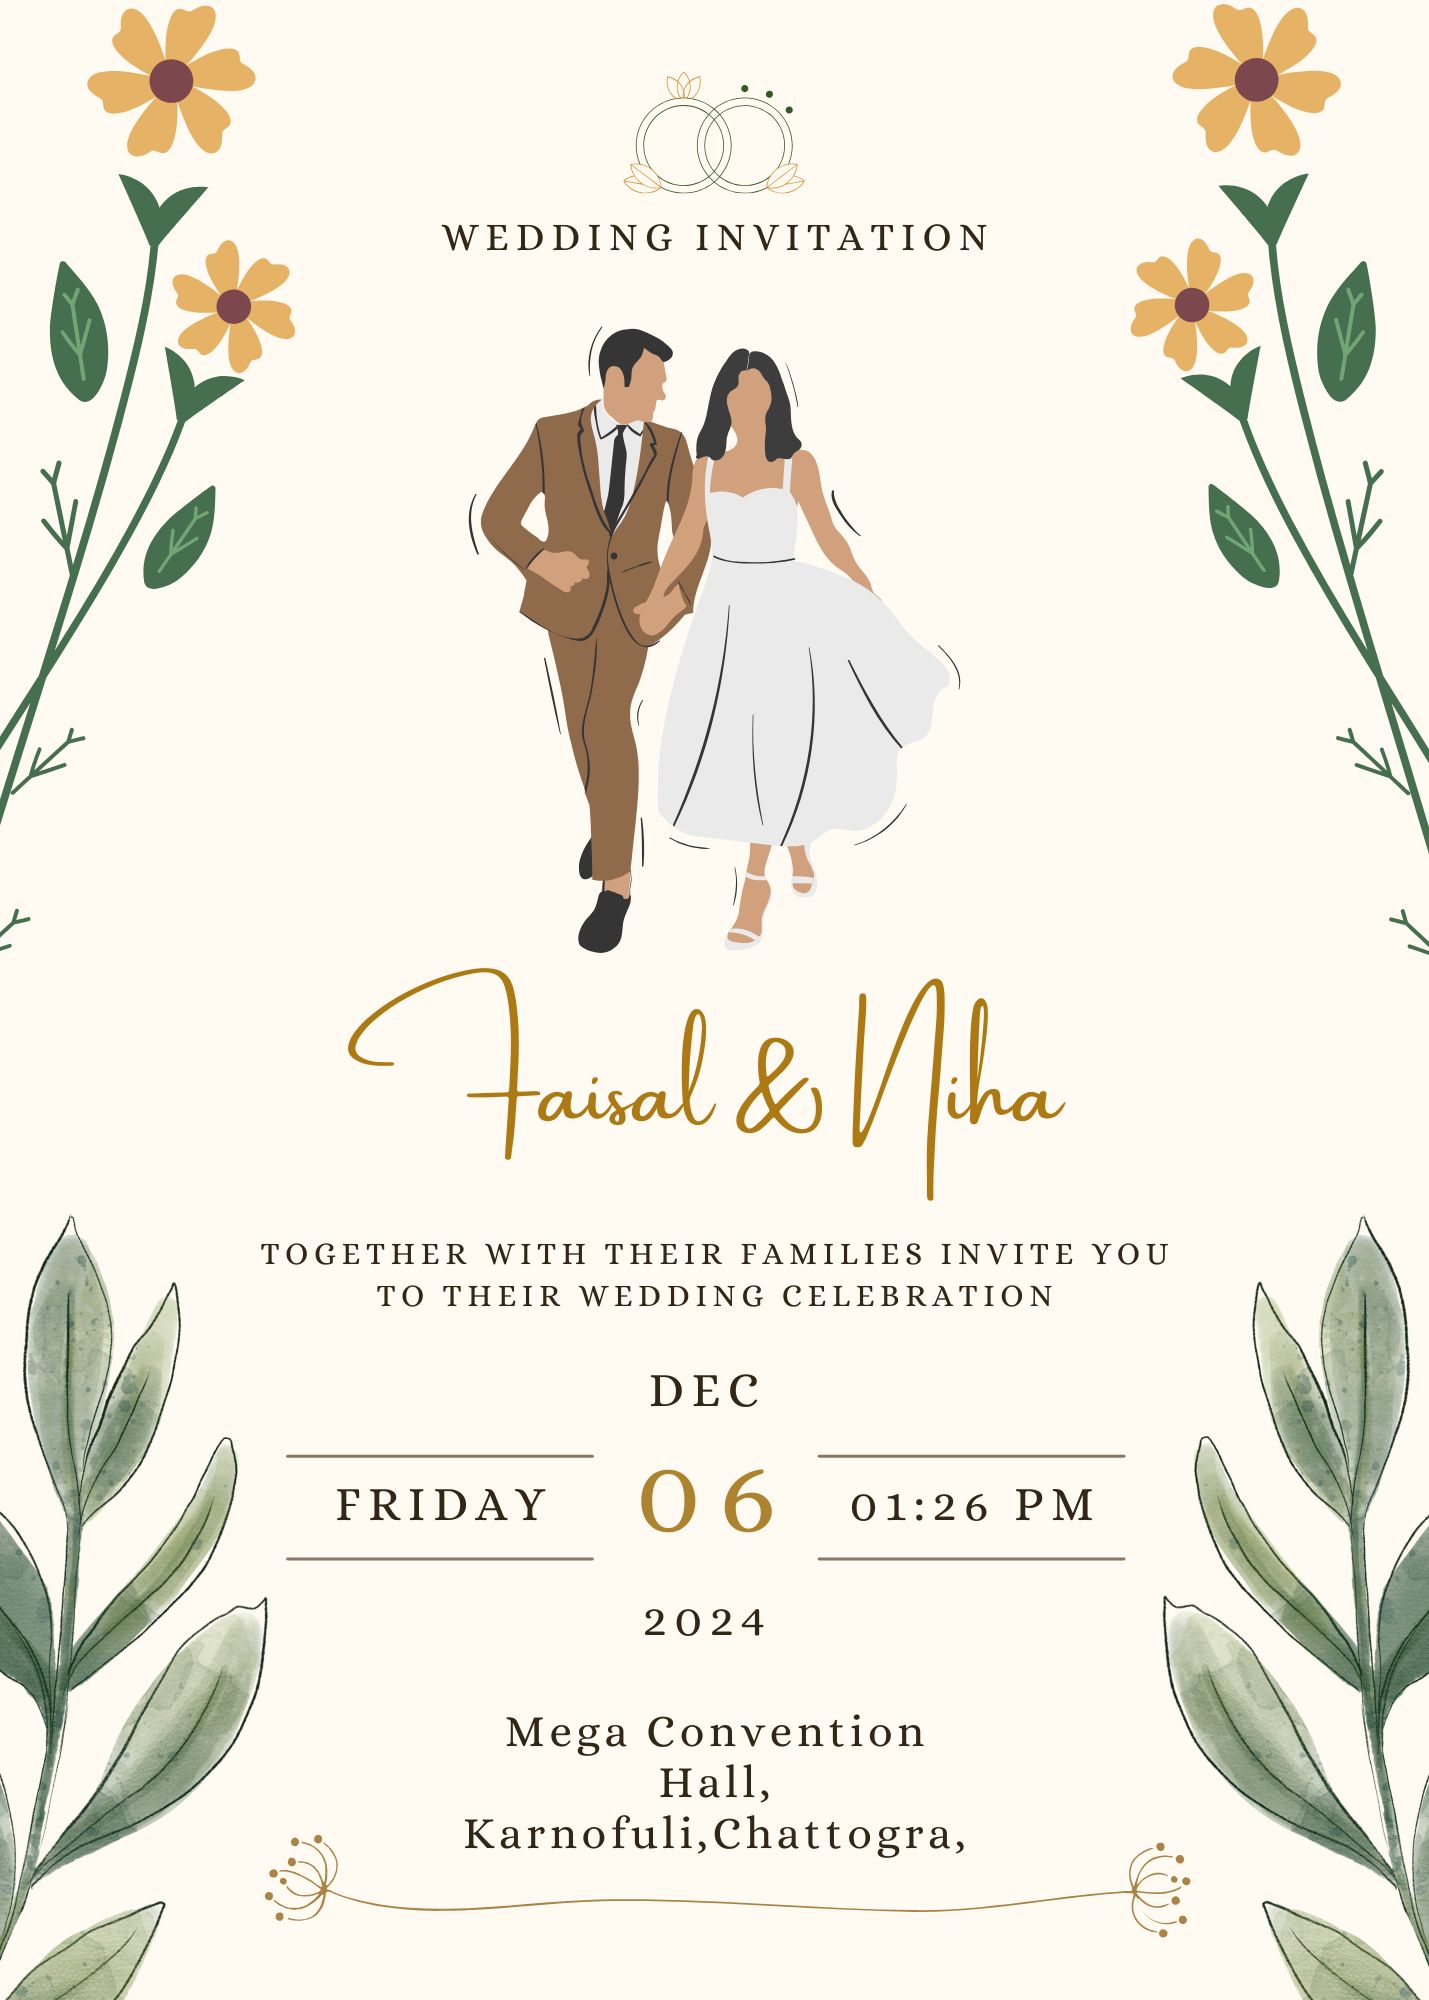 WEDDING INVITATION
Faisal & Niha
TOGETHER WITH THEIR FAMILIES INVITE YOU
TO THEIR WEDDING CELEBRATION
DEC
FRIDAY
06
01:26 PM
2024
Mega Convention
Hall,
Karnofuli,Chattogra,